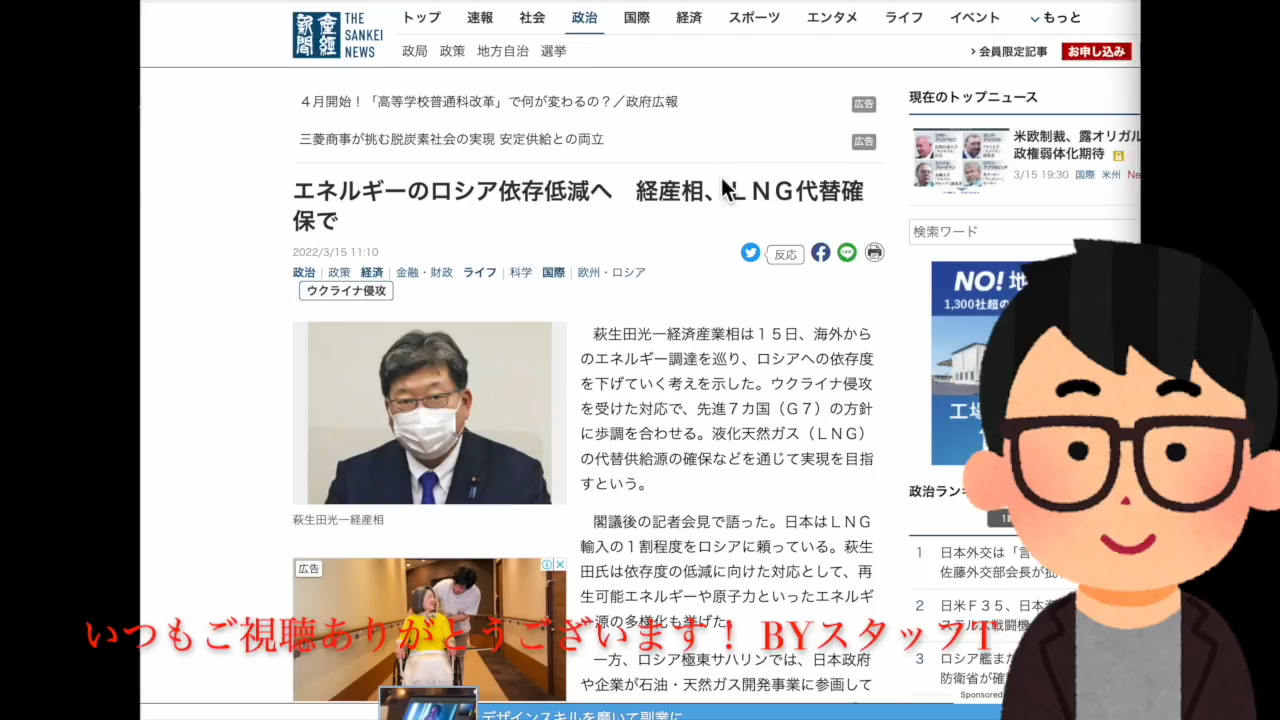 産經新聞
THE SANKEI NEWS
トップ 速報 社会 政治 国際 経済 スポーツ エンタメ ライフ イベント もっと
政局 政策 地方自治 選挙
会員限定記事 お申し込み
４月開始！「高等学校普通科改革」で何が変わるの？／政府広報
広告
三菱商事が挑む脱炭素社会の実現 安定供給との両立
広告
エネルギーのロシア依存低減へ　経産相、ＬＮＧ代替確
保で
2022/3/15 11:10
反応
政治 | 政策 経済 | 金融・財政 ライフ | 科学 国際 | 欧州・ロシア
ウクライナ侵攻
萩生田光一経産相
広告
萩生田光一経済産業相は１５日、海外から
のエネルギー調達を巡り、ロシアへの依存度
を下げていく考えを示した。ウクライナ侵攻
を受けた対応で、先進７カ国（Ｇ７）の方針
に歩調を合わせる。液化天然ガス（ＬＮＧ）
の代替供給源の確保などを通じて実現を目指
すという。
閣議後の記者会見で語った。日本はＬＮＧ
輸入の１割程度をロシアに頼っている。萩生
田氏は依存度の低減に向けた対応として、再
生可能エネルギーや原子力といったエネルギ
ー源の多様化も挙げた。
一方、ロシア極東サハリンでは、日本政府
や企業が石油・天然ガス開発事業に参画して
現在のトップニュース
米欧制裁、露オリガル
政権弱体化期待
3/15 19:30 国際 米州 Ne
検索ワード
NO! 地
1,300社超の
工場
政治ラン
1 日本外交は「言
佐藤外交部会長が批
2 日米Ｆ３５、日本海
ステルス戦闘機
3 ロシア艦また
防衛省が確
Sponsored
いつもご視聴ありがとうございます！ BYスタッフT
デザインスキルを磨いて副業に